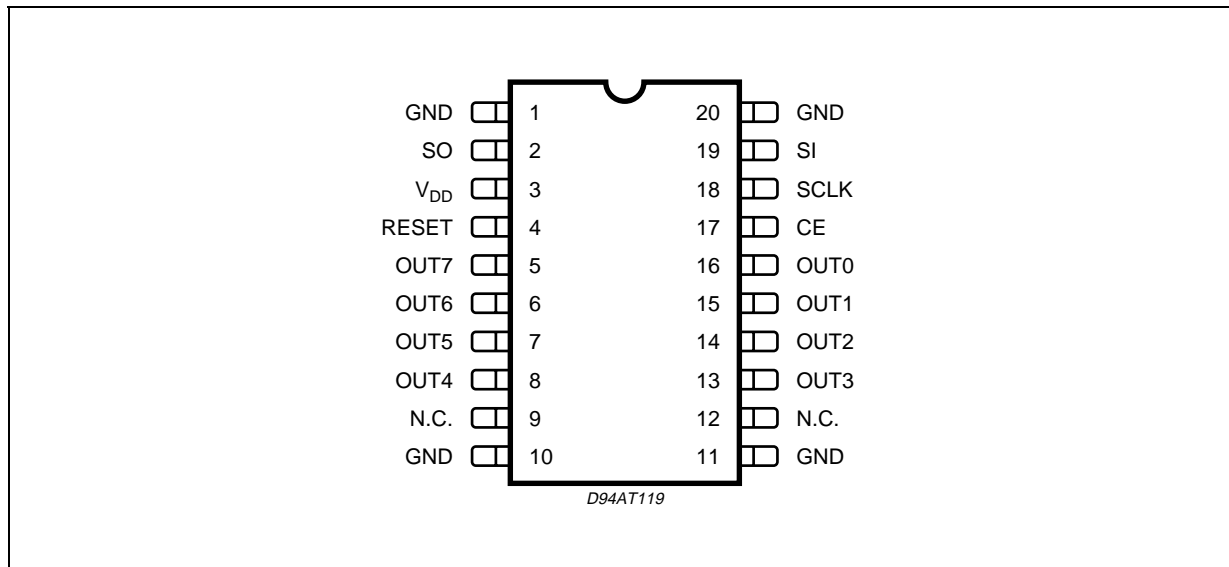 GND 1 20 GND
SO 2 19 SI
VDD 3 18 SCLK
RESET 4 17 CE
OUT7 5 16 OUT0
OUT6 6 15 OUT1
OUT5 7 14 OUT2
OUT4 8 13 OUT3
N.C. 9 12 N.C.
GND 10 11 GND
D94AT119